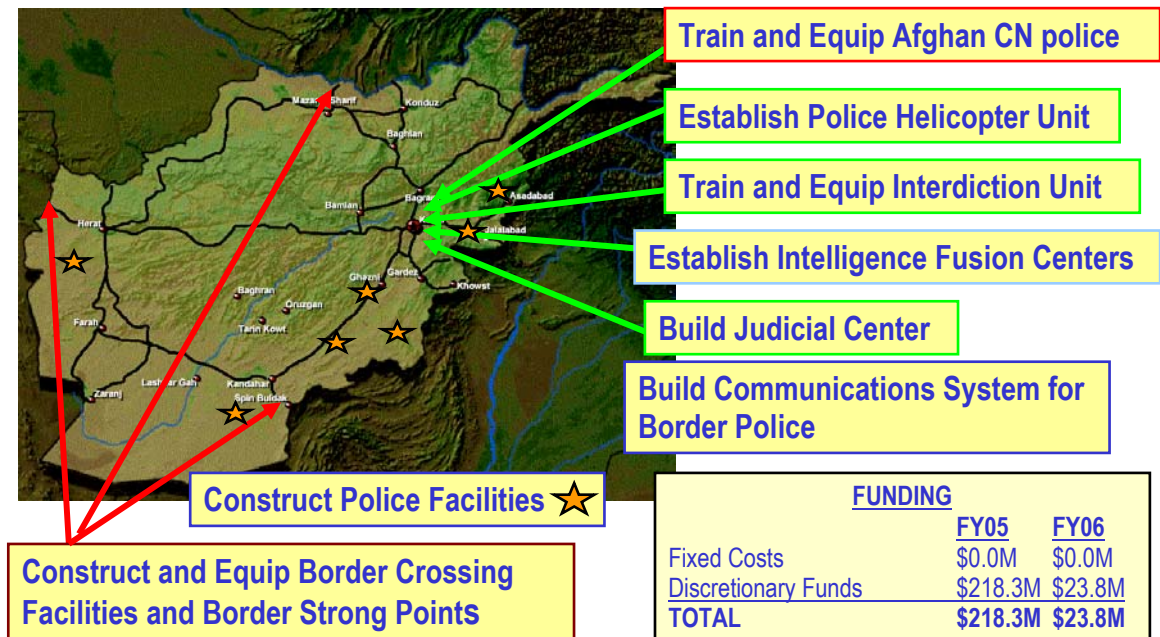 Train and Equip Afghan CN police
Establish Police Helicopter Unit
Train and Equip Interdiction Unit
Establish Intelligence Fusion Centers
Build Judicial Center
Build Communications System for
Border Police
Mazar
Sharif
Konduz
Baghlan
Bagram
Asadabad
Bamian
Jalalabad
Herat
Ghazni
Gardez
Khowst
Baghran
Oruzgan
Tarin Kowt
Farah
Zaranj
Lashkar Gah
Kandahar
Spin Buldak
Construct Police Facilities
Construct and Equip Border Crossing
Facilities and Border Strong Points
FUNDING
FY05 FY06
Fixed Costs $0.0M $0.0M
Discretionary Funds $218.3M $23.8M
TOTAL $218.3M $23.8M